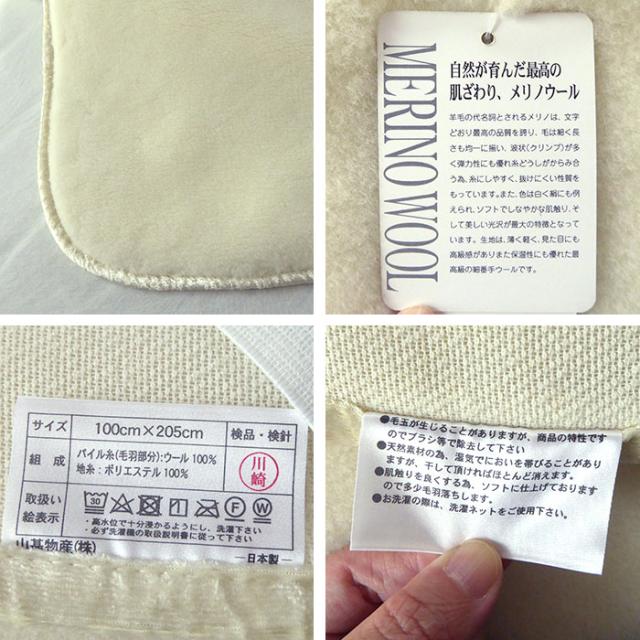 MERINO WOOL
自然が育んだ最高の
肌ざわり、メリノウール
羊毛の代名詞とされるメリノは、文字
どおり最高の品質を誇り、毛は細く長
さも均一に揃い、波状(クリンプ)が多
く弾力性にも優れ糸どうしがからみ合
う為、糸にしやすく、抜けにくい性質を
もっています。また、色は白く絹にも例
えられ、ソフトでしなやかな肌触り、そ
して美しい光沢が最大の特徴となって
います。生地は、薄く軽く、見た目にも
高級感がありまた保湿性にも優れた最
高級の細番手ウールです。
サイズ 100cm×205cm 検品・検針
組成 パイル糸(毛羽部分):ウール 100%
地糸:ポリエステル 100%
川崎
取扱い
絵表示
30 F W
・高水位で十分浸かるようにし、洗濯下さい
・必ず洗濯機の取扱説明書に従って下さい
山甚物産(株) 日本製
●毛玉が生じることがありますが、商品の特性です
のでブラシ等で除去して下さい
●天然素材の為、湿気でにおいを帯びることがあり
ますが、干して頂ければほとんど消えます。
●肌触りを良くする為、ソフトに仕上げております
ので多少毛羽落ちします。
●お洗濯の際は、洗濯ネットをご使用下さい。